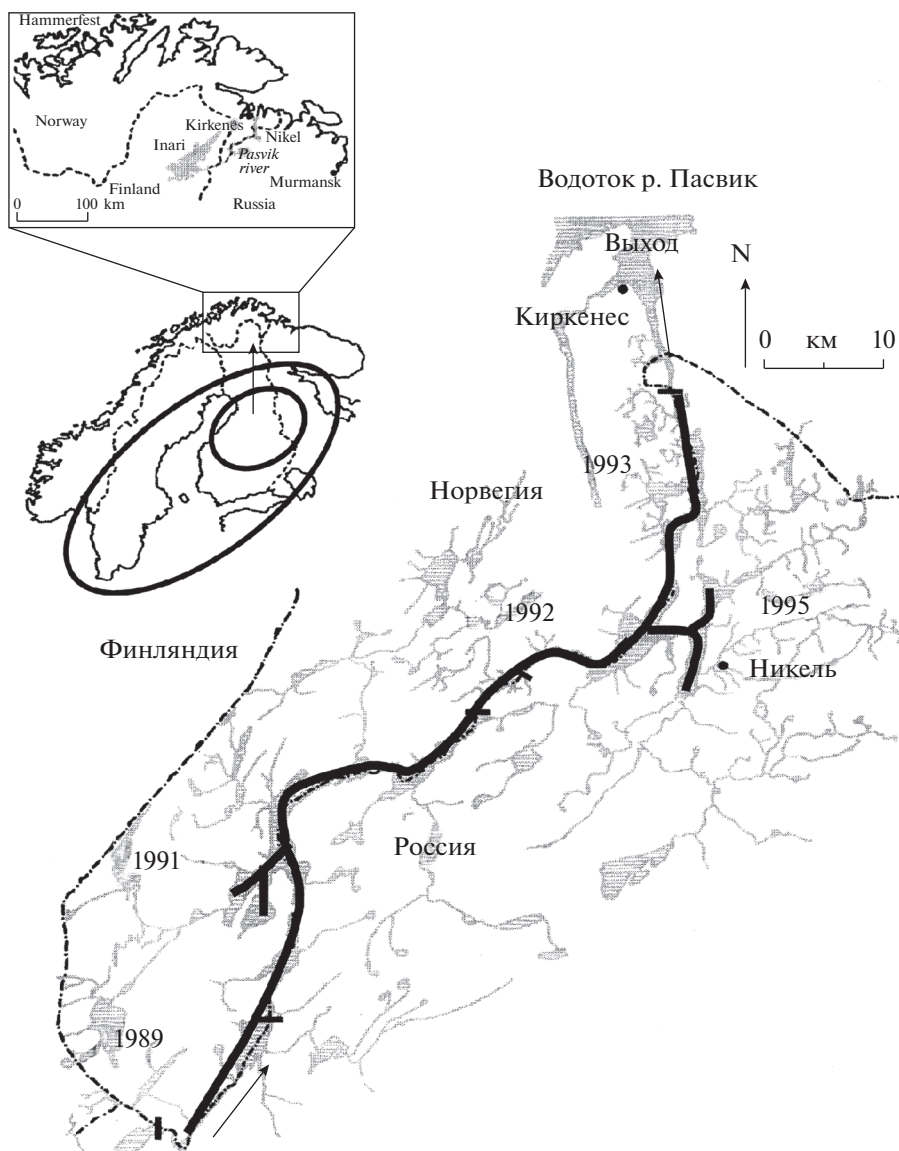 Hammerfest
Norway
Kirkenes
Inari
Nikel
Pasvik
river
Murmansk
Finland
0 100 km
Russia
Водоток р. Пасвик
Выход
N
Киркенес
0 км 10
1993
Норвегия
1992
1995
Финляндия
Никель
1991
Россия
1989